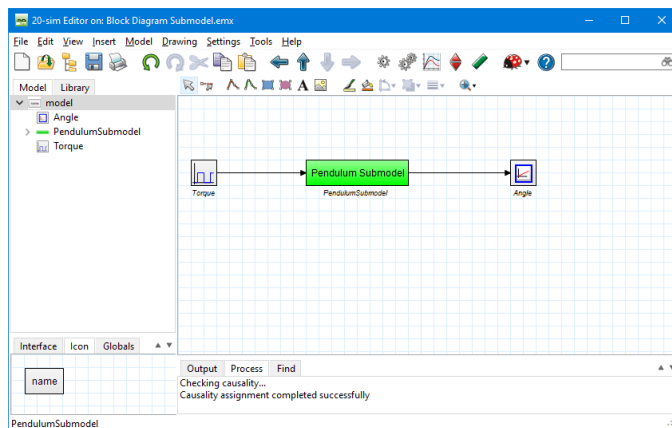 20-sim Editor on: Block Diagram Submodel.emx
File Edit View Insert Model Drawing Settings Tools Help
Model Library
model
Angle
PendulumSubmodel
Torque
Pendulum Submodel
Torque
PendulumSubmodel
Angle
Interface Icon Globals
name
Output Process Find
Checking causality...
Causality assignment completed successfully
PendulumSubmodel